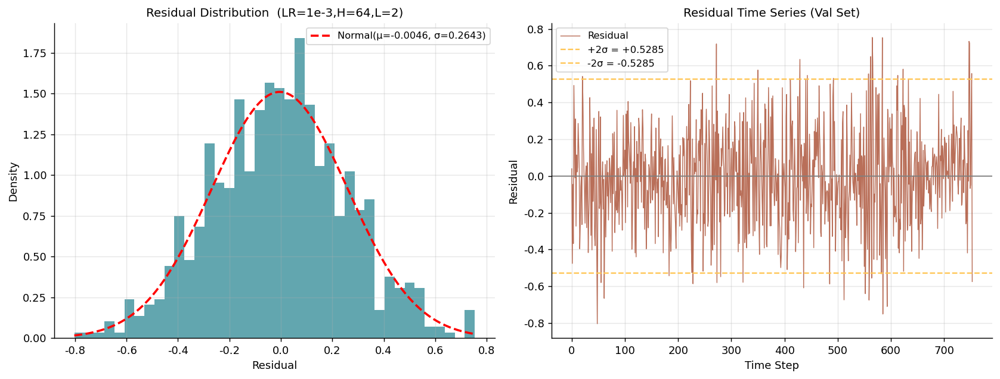 Residual Distribution  (LR=1e-3,H=64,L=2)
Normal(μ=-0.0046, σ=0.2643)
Density
1.75
1.50
1.25
1.00
0.75
0.50
0.25
0.00
-0.8 -0.6 -0.4 -0.2 0.0 0.2 0.4 0.6 0.8
Residual
Residual Time Series (Val Set)
Residual
+2σ = +0.5285
-2σ = -0.5285
Residual
0.8
0.6
0.4
0.2
0.0
-0.2
-0.4
-0.6
-0.8
0 100 200 300 400 500 600 700
Time Step